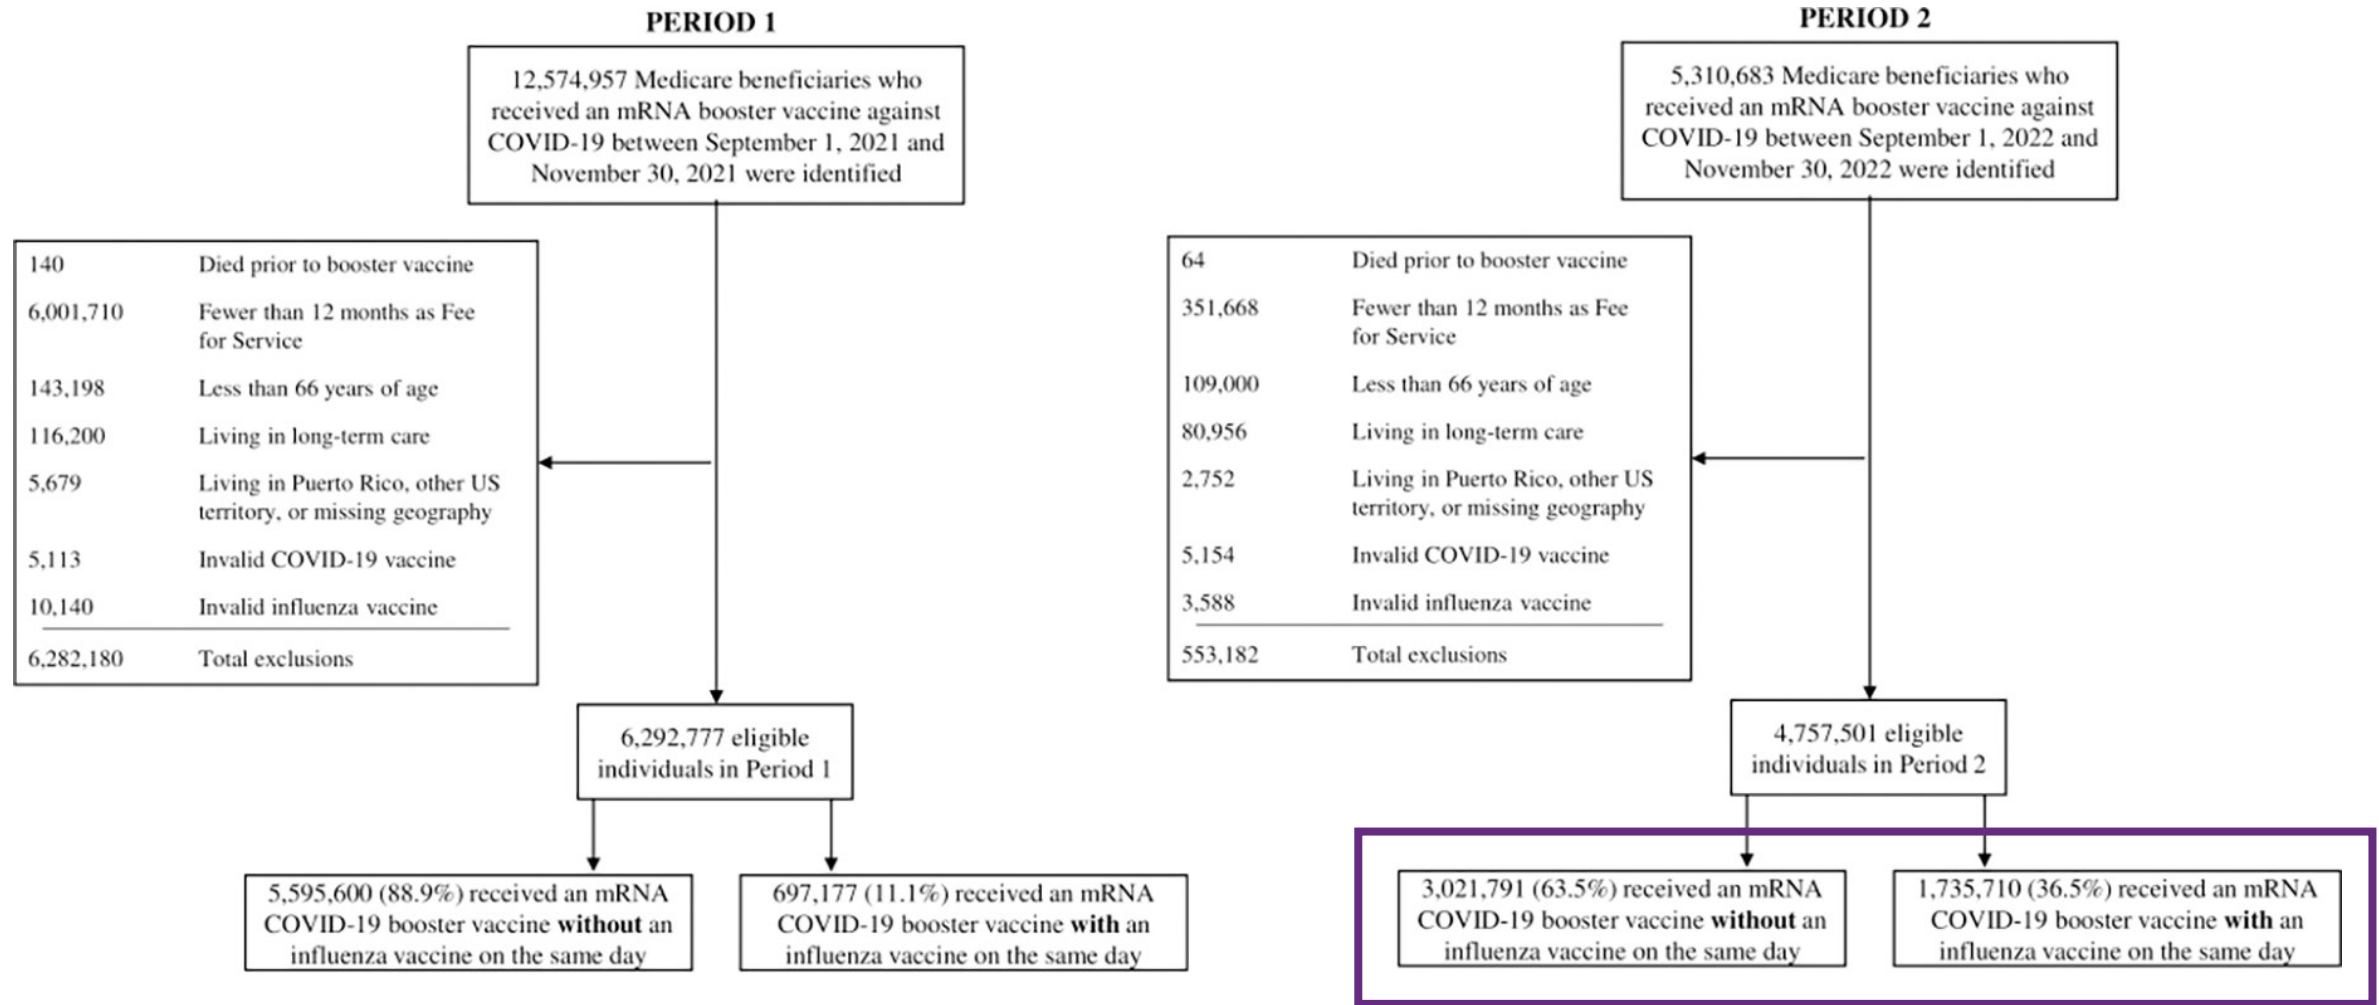 PERIOD 1
12,574,957 Medicare beneficiaries who
received an mRNA booster vaccine against
COVID-19 between September 1, 2021 and
November 30, 2021 were identified
140 Died prior to booster vaccine
6,001,710 Fewer than 12 months as Fee
for Service
143,198 Less than 66 years of age
116,200 Living in long-term care
5,679 Living in Puerto Rico, other US
territory, or missing geography
5,113 Invalid COVID-19 vaccine
10,140 Invalid influenza vaccine
6,282,180 Total exclusions
6,292,777 eligible
individuals in Period 1
5,595,600 (88.9%) received an mRNA
COVID-19 booster vaccine without an
influenza vaccine on the same day
697,177 (11.1%) received an mRNA
COVID-19 booster vaccine with an
influenza vaccine on the same day
PERIOD 2
5,310,683 Medicare beneficiaries who
received an mRNA booster vaccine against
COVID-19 between September 1, 2022 and
November 30, 2022 were identified
64 Died prior to booster vaccine
351,668 Fewer than 12 months as Fee
for Service
109,000 Less than 66 years of age
80,956 Living in long-term care
2,752 Living in Puerto Rico, other US
territory, or missing geography
5,154 Invalid COVID-19 vaccine
3,588 Invalid influenza vaccine
553,182 Total exclusions
4,757,501 eligible
individuals in Period 2
3,021,791 (63.5%) received an mRNA
COVID-19 booster vaccine without an
influenza vaccine on the same day
1,735,710 (36.5%) received an mRNA
COVID-19 booster vaccine with an
influenza vaccine on the same day